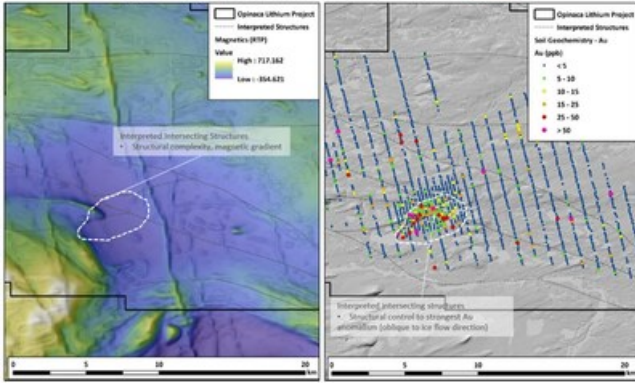 Opinaca Lithium Project
Interpreted Structures
Magnetics (RTP)
Value
High : 717.162
Low : -354.621
Interpreted Intersecting Structures
• Structural complexity, magnetic gradient
0 5 10 20
km
Opinaca Lithium Project
Interpreted Structures
Soil Geochemistry - Au
Au (ppb)
< 5
5 - 10
10 - 15
15 - 25
25 - 50
> 50
Interpreted intersecting structures
• Structural control to strongest Au
anomalism (oblique to ice flow direction)
0 5 10 20
km